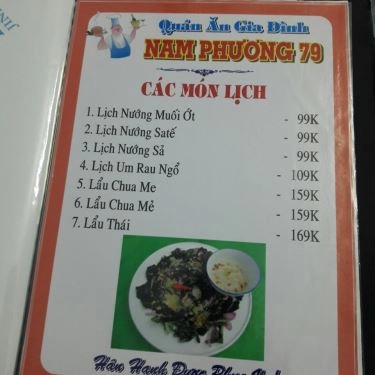 Quán Ăn Gia Đình
NAM PHƯƠNG 79
CÁC MÓN LỊCH
1. Lịch Nướng Muối Ớt - 99K
2. Lịch Nướng Satế - 99K
3. Lịch Nướng Sả - 99K
4. Lịch Um Rau Ngổ - 109K
5. Lẩu Chua Me - 159K
6. Lẩu Chua Mẻ - 159K
7. Lẩu Thái - 169K
Hân Hạnh Được Phục Vụ